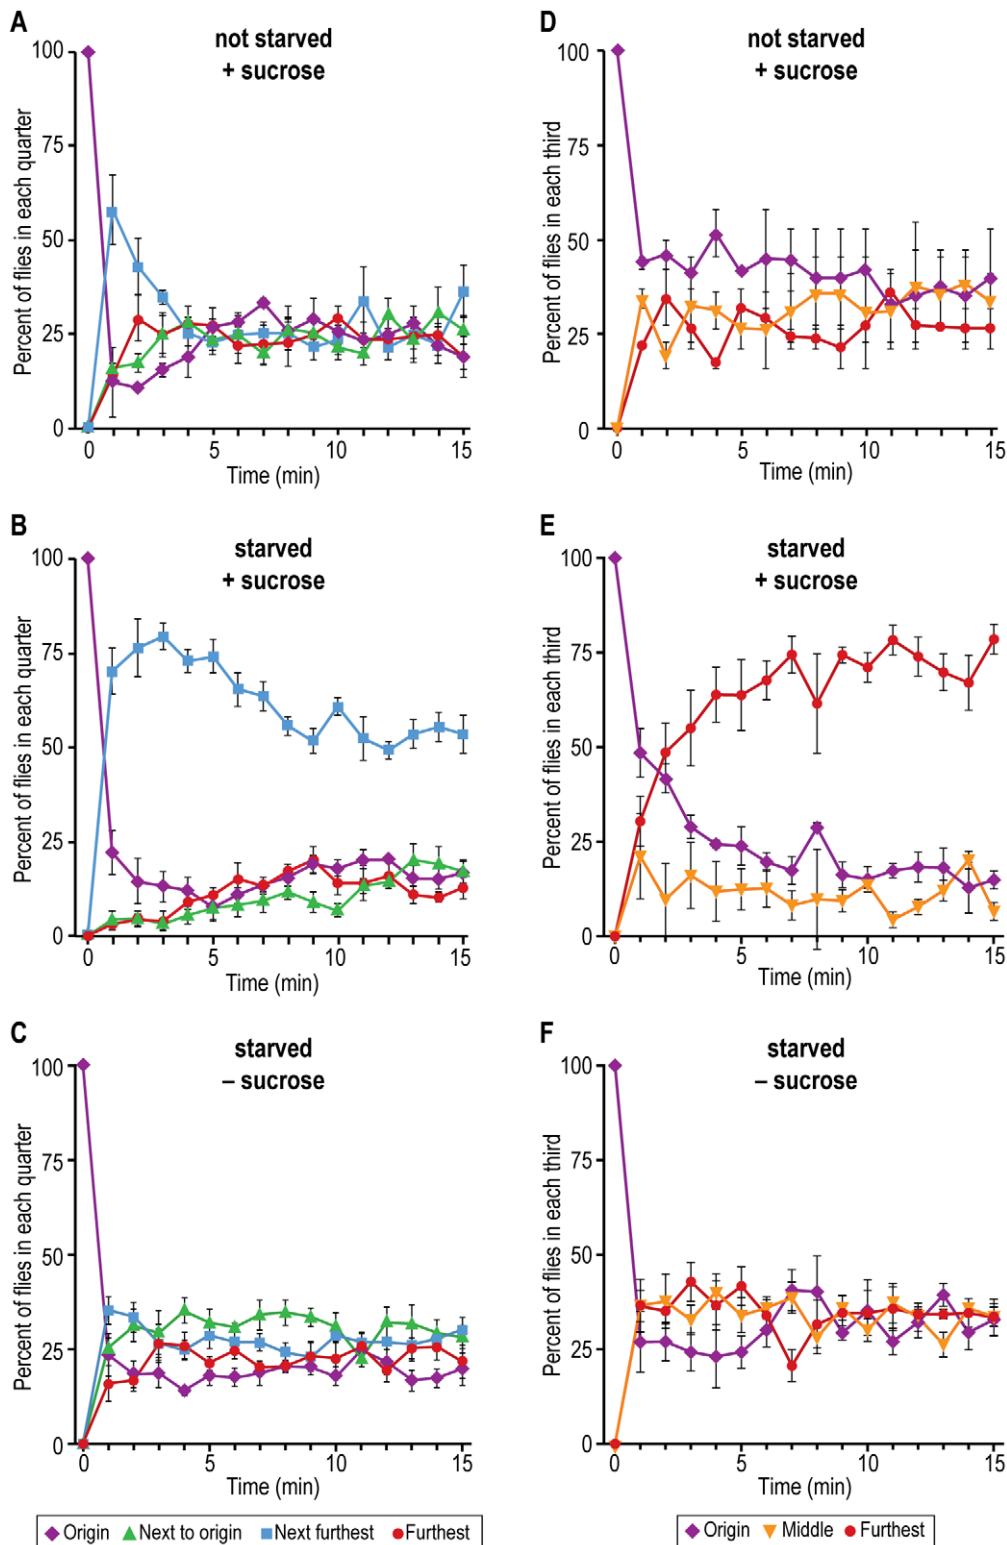 A
not starved
+ sucrose
Percent of flies in each quarter
100
75
50
25
0
0 5 10 15
Time (min)
D
not starved
+ sucrose
Percent of flies in each third
100
75
50
25
0
0 5 10 15
Time (min)
B
starved
+ sucrose
Percent of flies in each quarter
100
75
50
25
0
0 5 10 15
Time (min)
E
starved
+ sucrose
Percent of flies in each third
100
75
50
25
0
0 5 10 15
Time (min)
C
starved
– sucrose
Percent of flies in each quarter
100
75
50
25
0
0 5 10 15
Time (min)
F
starved
– sucrose
Percent of flies in each third
100
75
50
25
0
0 5 10 15
Time (min)
Origin Next to origin Next furthest Furthest
Origin Middle Furthest